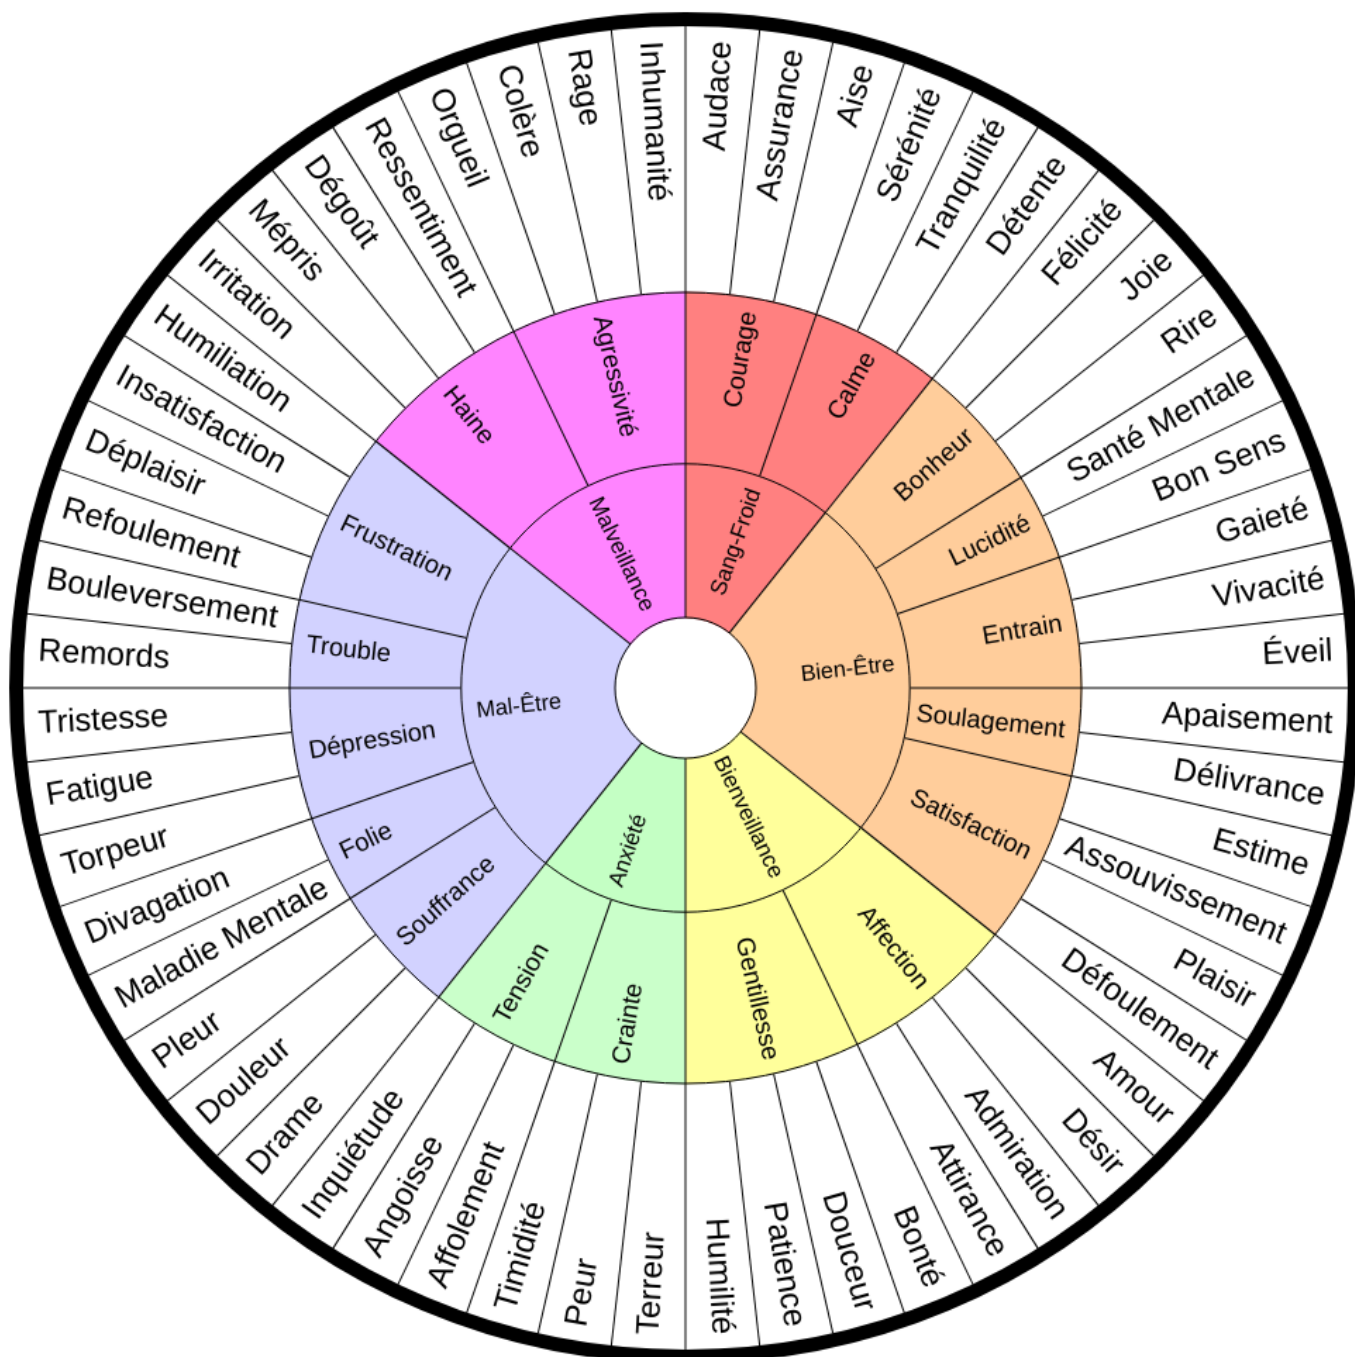 Audace
Assurance
Aise
Sérénité
Tranquilité
Détente
Félicité
Joie
Rire
Santé Mentale
Bon Sens
Gaieté
Vivacité
Éveil
Apaisement
Délivrance
Estime
Assouvissement
Plaisir
Défoulement
Amour
Désir
Admiration
Attirance
Bonté
Douceur
Patience
Humilité
Terreur
Peur
Timidité
Affolement
Angoisse
Inquiétude
Drame
Douleur
Pleur
Maladie Mentale
Divagation
Torpeur
Fatigue
Tristesse
Remords
Bouleversement
Refoulement
Déplaisir
Insatisfaction
Humiliation
Irritation
Mépris
Dégoût
Ressentiment
Orgueil
Colère
Rage
Inhumanité
Courage
Calme
Bonheur
Lucidité
Entrain
Soulagement
Satisfaction
Affection
Gentillesse
Crainte
Tension
Souffrance
Folie
Dépression
Trouble
Frustration
Haine
Agressivité
Sang-Froid
Bien-Être
Bienveillance
Anxiété
Mal-Être
Malveillance